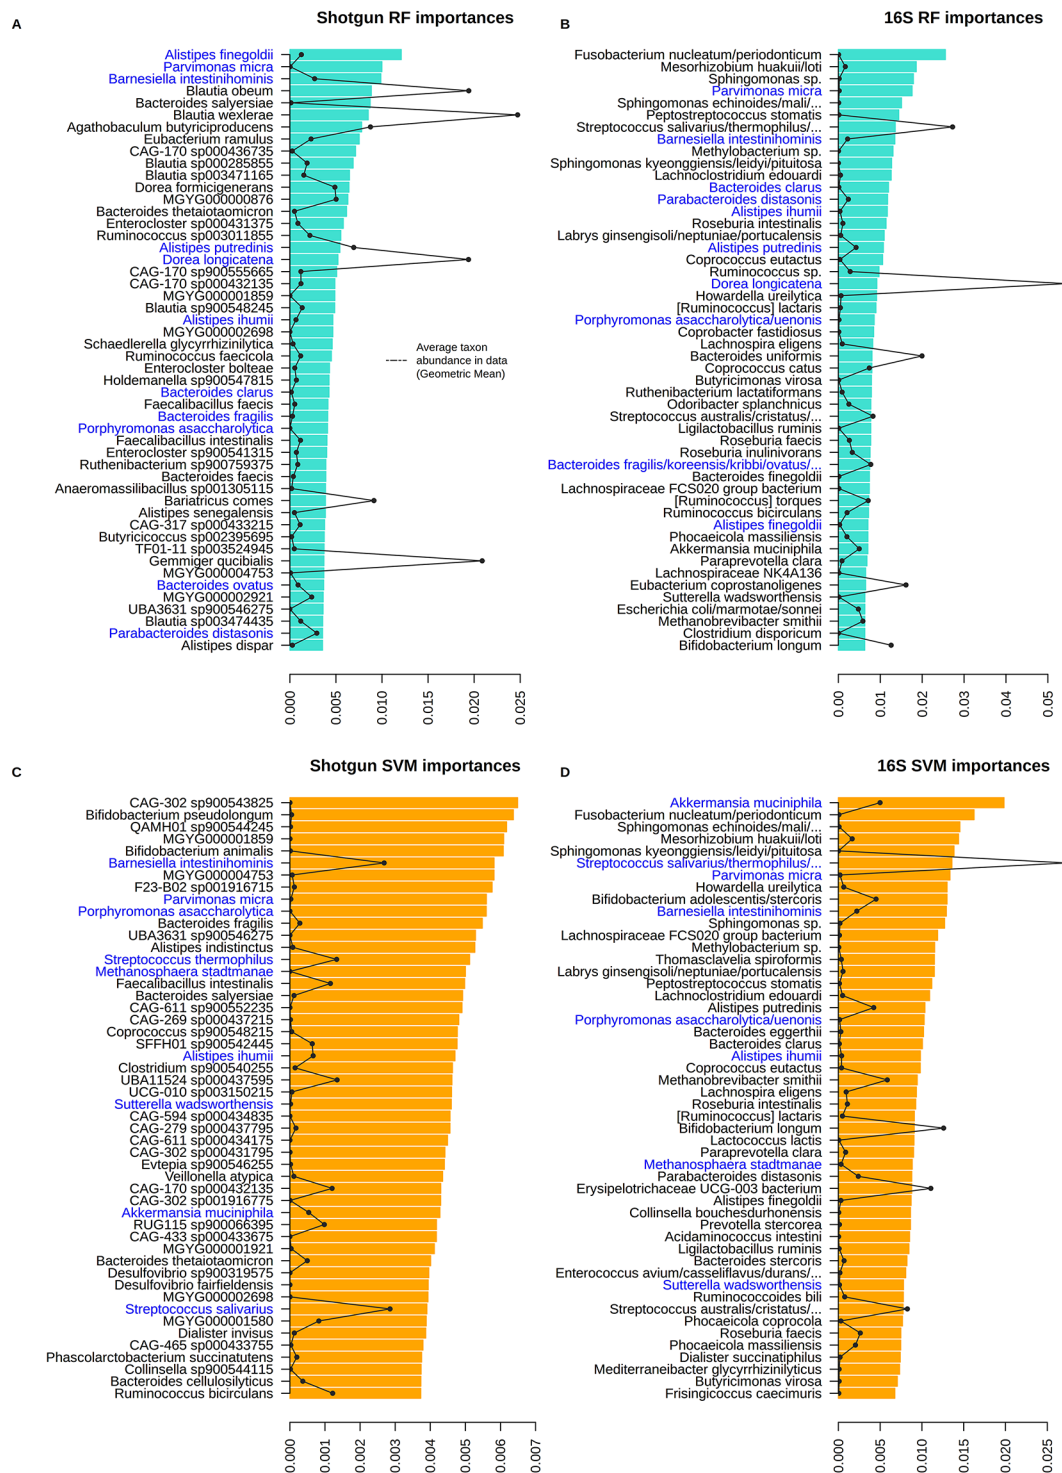 A
Shotgun RF importances
Alistipes finegoldii
Parvimonas micra
Barnesiella intestinihominis
Blautia obeum
Bacteroides salyersiae
Blautia wexlerae
Agathobaculum butyriciproducens
Eubacterium ramulus
CAG-170 sp000436735
Blautia sp000285855
Blautia sp003471165
Dorea formicigenerans
MGYG000000876
Bacteroides thetaiotaomicron
Enterocloster sp000431375
Ruminococcus sp003011855
Alistipes putredinis
Dorea longicatena
CAG-170 sp900555665
CAG-170 sp000432135
MGYG000001859
Blautia sp900548245
Alistipes ihumii
MGYG000002698
Schaedlerella glycyrrhizinilytica
Ruminococcus faecicola
Enterocloster bolteae
Holdemanella sp900547815
Bacteroides clarus
Faecalibacillus faecis
Bacteroides fragilis
Porphyromonas asaccharolytica
Faecalibacillus intestinalis
Enterocloster sp900541315
Ruthenibacterium sp900759375
Bacteroides faecis
Anaeromassilibacillus sp001305115
Bariatricus comes
Alistipes senegalensis
CAG-317 sp000433215
Butyricicoccus sp002395695
TF01-11 sp003524945
Gemmiger qucibialis
MGYG000004753
Bacteroides ovatus
MGYG000002921
UBA3631 sp900546275
Blautia sp003474435
Parabacteroides distasonis
Alistipes dispar
Average taxon
abundance in data
(Geometric Mean)
0.000
0.005
0.010
0.015
0.020
0.025
B
16S RF importances
Fusobacterium nucleatum/periodonticum
Mesorhizobium huakuii/loti
Sphingomonas sp.
Parvimonas micra
Sphingomonas echinoides/mali/...
Peptostreptococcus stomatis
Streptococcus salivarius/thermophilus/...
Barnesiella intestinihominis
Methylobacterium sp.
Sphingomonas kyeonggiensis/leidyi/pituitosa
Lachnoclostridium edouardi
Bacteroides clarus
Parabacteroides distasonis
Alistipes ihumii
Roseburia intestinalis
Labrys ginsengisoli/neptuniae/portucalensis
Alistipes putredinis
Coprococcus eutactus
Ruminococcus sp.
Dorea longicatena
Howardella ureilytica
[Ruminococcus] lactaris
Porphyromonas asaccharolytica/uenonis
Coprobacter fastidiosus
Lachnospira eligens
Bacteroides uniformis
Coprococcus catus
Butyricimonas virosa
Ruthenibacterium lactatiformans
Odoribacter splanchnicus
Streptococcus australis/cristatus/...
Ligilactobacillus ruminis
Roseburia faecis
Roseburia inulinivorans
Bacteroides fragilis/koreensis/kribbi/ovatus/...
Bacteroides finegoldii
Lachnospiraceae FCS020 group bacterium
[Ruminococcus] torques
Ruminococcus bicirculans
Alistipes finegoldii
Phocaeicola massiliensis
Akkermansia muciniphila
Paraprevotella clara
Lachnospiraceae NK4A136
Eubacterium coprostanoligenes
Sutterella wadsworthensis
Escherichia coli/marmotae/sonnei
Methanobrevibacter smithii
Clostridium disporicum
Bifidobacterium longum
0.00
0.01
0.02
0.03
0.04
0.05
C
Shotgun SVM importances
CAG-302 sp900543825
Bifidobacterium pseudolongum
QAMH01 sp900544245
MGYG000001859
Bifidobacterium animalis
Barnesiella intestinihominis
MGYG000004753
F23-B02 sp001916715
Parvimonas micra
Porphyromonas asaccharolytica
Bacteroides fragilis
UBA3631 sp900546275
Alistipes indistinctus
Streptococcus thermophilus
Methanosphaera stadtmanae
Faecalibacillus intestinalis
Bacteroides salyersiae
CAG-611 sp900552235
CAG-269 sp000437215
Coprococcus sp900548215
SFFH01 sp900542445
Alistipes ihumii
Clostridium sp900540255
UBA11524 sp000437595
UCG-010 sp003150215
Sutterella wadsworthensis
CAG-594 sp000434835
CAG-279 sp000437795
CAG-611 sp000434175
CAG-302 sp000431795
Evtepia sp900546255
Veillonella atypica
CAG-170 sp000432135
CAG-302 sp001916775
Akkermansia muciniphila
RUG115 sp900066395
CAG-433 sp000433675
MGYG000001921
Bacteroides thetaiotaomicron
Desulfovibrio sp900319575
Desulfovibrio fairfieldensis
MGYG000002698
Streptococcus salivarius
MGYG000001580
Dialister invisus
CAG-465 sp000433755
Phascolarctobacterium succinatutens
Collinsella sp900544115
Bacteroides cellulosilyticus
Ruminococcus bicirculans
0.000
0.001
0.002
0.003
0.004
0.005
0.006
0.007
D
16S SVM importances
Akkermansia muciniphila
Fusobacterium nucleatum/periodonticum
Sphingomonas echinoides/mali/...
Mesorhizobium huakuii/loti
Sphingomonas kyeonggiensis/leidyi/pituitosa
Streptococcus salivarius/thermophilus/...
Parvimonas micra
Howardella ureilytica
Bifidobacterium adolescentis/stercoris
Barnesiella intestinihominis
Sphingomonas sp.
Lachnospiraceae FCS020 group bacterium
Methylobacterium sp.
Thomasclavelia spiroformis
Labrys ginsengisoli/neptuniae/portucalensis
Peptostreptococcus stomatis
Lachnoclostridium edouardi
Alistipes putredinis
Porphyromonas asaccharolytica/uenonis
Bacteroides eggerthii
Bacteroides clarus
Alistipes ihumii
Coprococcus eutactus
Methanobrevibacter smithii
Lachnospira eligens
Roseburia intestinalis
[Ruminococcus] lactaris
Bifidobacterium longum
Lactococcus lactis
Paraprevotella clara
Methanosphaera stadtmanae
Parabacteroides distasonis
Erysipelotrichaceae UCG-003 bacterium
Alistipes finegoldii
Collinsella bouchesdurhonensis
Prevotella stercorea
Acidaminococcus intestini
Ligilactobacillus ruminis
Bacteroides stercoris
Enterococcus avium/casseliflavus/durans/...
Sutterella wadsworthensis
Ruminococcoides bili
Streptococcus australis/cristatus/...
Phocaeicola coprocola
Roseburia faecis
Phocaeicola massiliensis
Dialister succinatiphilus
Mediterraneibacter glycyrrhizinilyticus
Butyricimonas virosa
Frisingicoccus caecimuris
0.000
0.005
0.010
0.015
0.020
0.025